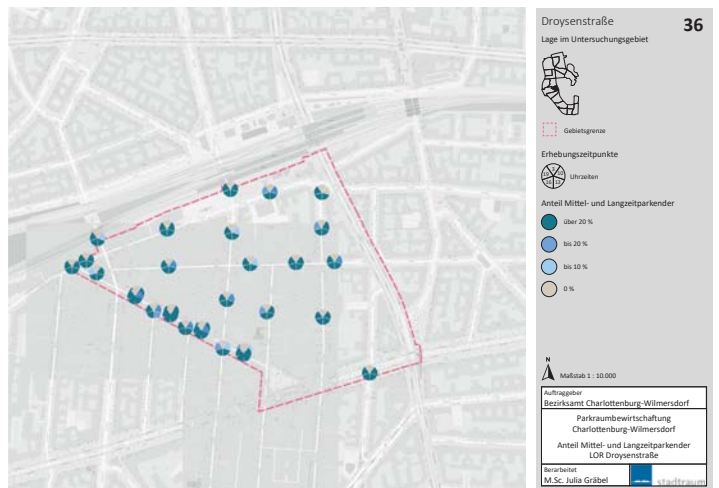 Droysenstraße
36
Lage im Untersuchungsgebiet
Gebietsgrenze
Erhebungszeitpunkte
Uhrzeiten
Anteil Mittel- und Langzeitparkender
über 20 %
bis 20 %
bis 10 %
0 %
N
Maßstab 1 : 10.000
Auftraggeber
Bezirksamt Charlottenburg-Wilmersdorf
Parkraumbewirtschaftung
Charlottenburg-Wilmersdorf
Anteil Mittel- und Langzeitparkender
LOR Droysenstraße
Berarbeitet
M.Sc. Julia Gräbel
stadtraum